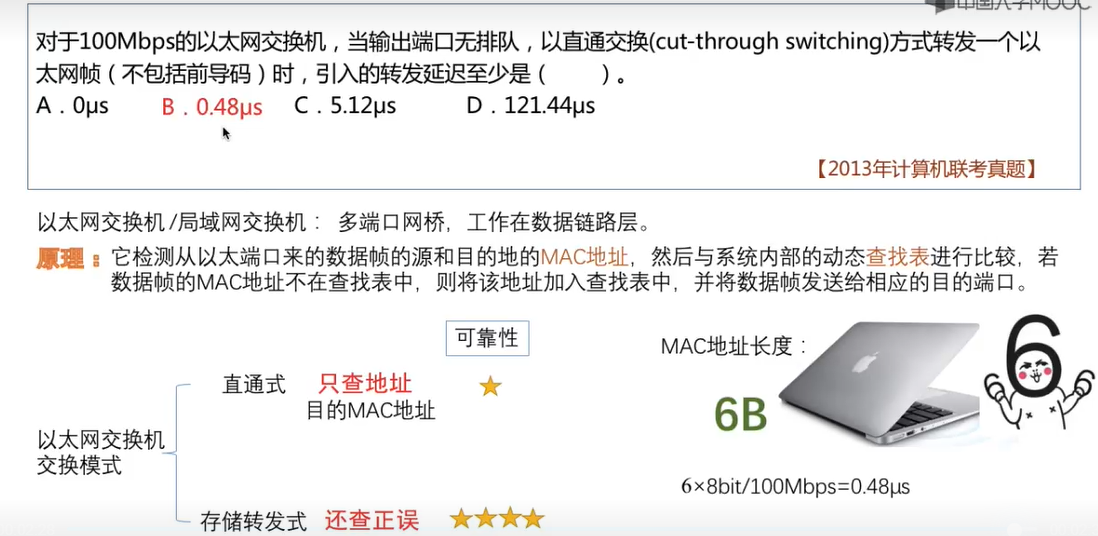 中国大学MOOC
对于100Mbps的以太网交换机，当输出端口无排队，以直通交换(cut-through switching)方式转发一个以
太网帧（不包括前导码）时，引入的转发延迟至少是（　　）。
A．0μs　B．0.48μs　C．5.12μs　D．121.44μs
【2013年计算机联考真题】
以太网交换机/局域网交换机： 多端口网桥，工作在数据链路层。
原理：它检测从以太端口来的数据帧的源和目的地的MAC地址，然后与系统内部的动态查找表进行比较，若
数据帧的MAC地址不在查找表中，则将该地址加入查找表中，并将数据帧发送给相应的目的端口。
可靠性
MAC地址长度：
直通式　只查地址
目的MAC地址
6B
6
以太网交换机
交换模式
6×8bit/100Mbps=0.48μs
存储转发式　还查正误